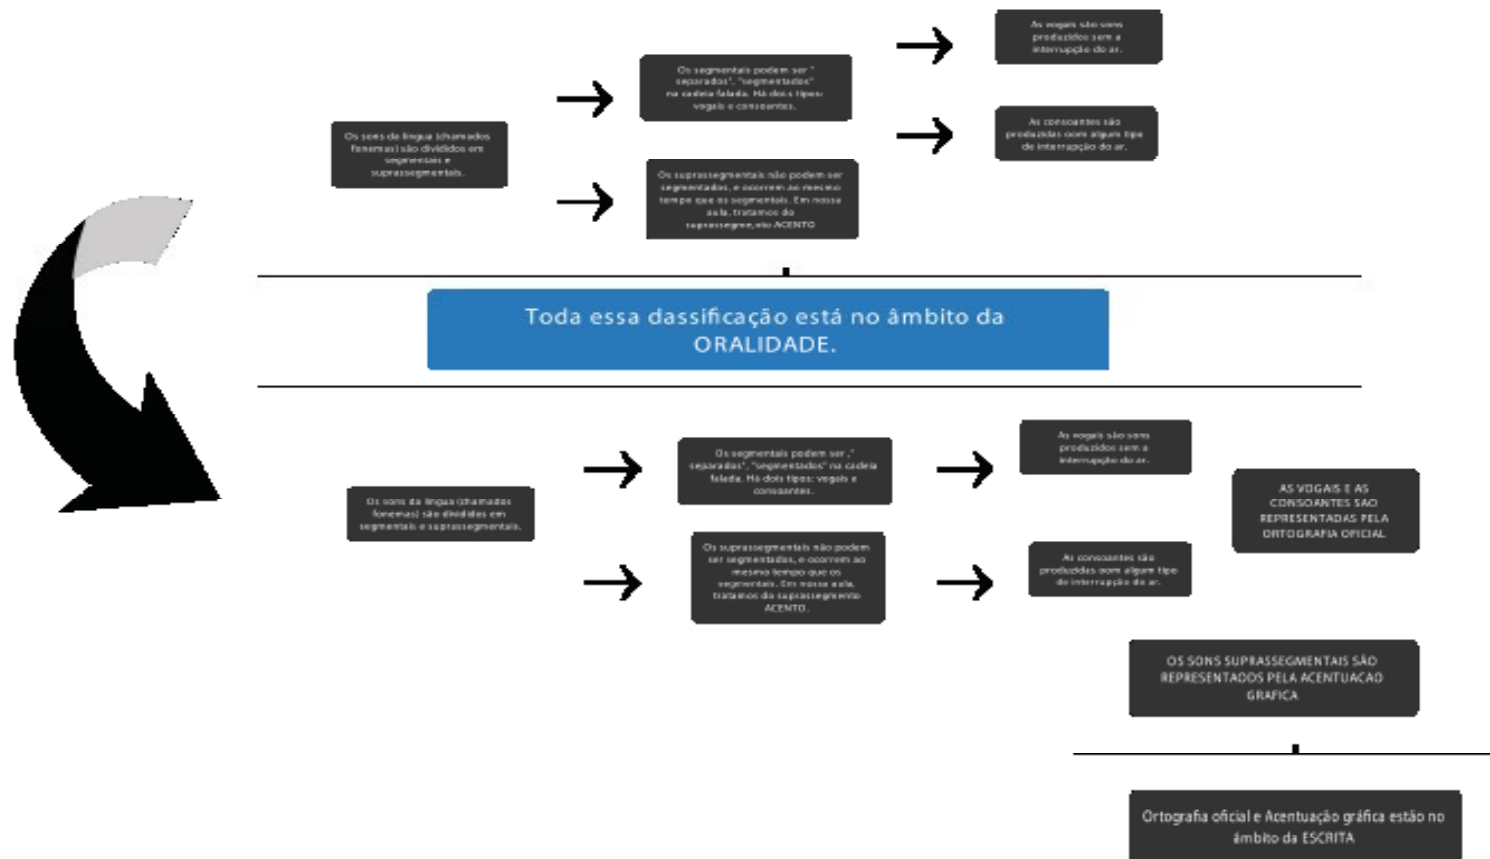 As vogais são sons
produzidos sem a
interrupção do ar.
Os segmentais podem ser "
separados", "segmentados"
na cadeia falada. Há dois tipos:
vogais e consoantes.
As consoantes são
produzidas oom algum tipo
de interrupção do ar.
Os sons da língua (chamados
fonemas) são divididos em
segmentais e
suprassegmentais.
Os suprassegmentais não podem ser
segmentados, e ocorrem ao mesmo
tempo que os segmentais. Em nossa
aula, tratamos do
suprassegme,nto ACENTO
Toda essa dassificação está no âmbito da
ORALIDADE.
As vogais são sons
produzidos sem a
interrupção do ar.
Os segmentais podem ser ,"
separados", "segmentados" na cadeia
falada. Há dois tipos: vogais e
consoantes.
AS VOGAIS E AS
CONSOANTES SAO
REPRESENTADAS PELA
ORTOGRAFIA OFICIAL
Os sons da língua (chamados
fonemas) são divididos em
segmentais e suprassegmentais.
Os suprassegmentais não podem
ser segmentados, e ocorrem ao
mesmo tempo que os
segmentais. Em nossa aula,
tratamos do suprassegmento
ACENTO.
As consoantes são
produzidas oom algum tipo
de interrupção do ar.
OS SONS SUPRASSEGMENTAIS SÃO
REPRESENTADOS PELA ACENTUACAO
GRAFICA
Ortografia oficial e Acentuação gráfica estão no
âmbito da ESCRITA